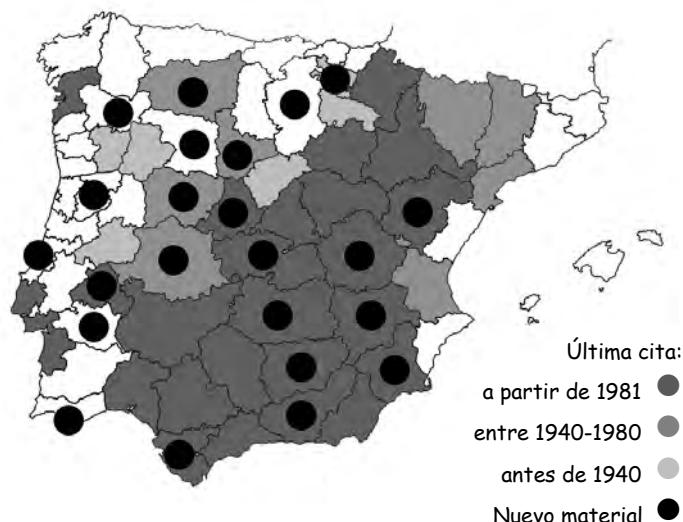 Última cita:
a partir de 1981
entre 1940-1980
antes de 1940
Nuevo material